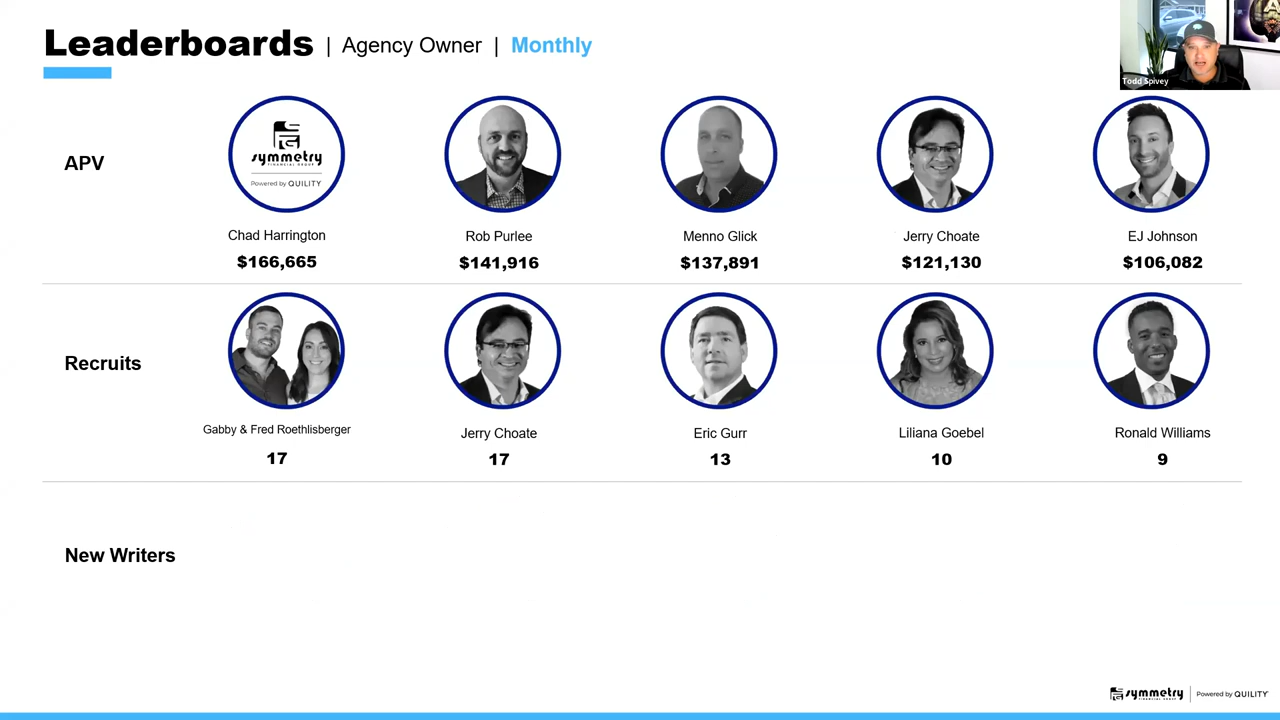 Leaderboards | Agency Owner | Monthly
Todd Spivey
APV
symmetry
FINANCIAL GROUP
Powered by QUILITY
Chad Harrington
$166,665
Rob Purlee
$141,916
Menno Glick
$137,891
Jerry Choate
$121,130
EJ Johnson
$106,082
Recruits
Gabby & Fred Roethlisberger
17
Jerry Choate
17
Eric Gurr
13
Liliana Goebel
10
Ronald Williams
9
New Writers
symmetry
FINANCIAL GROUP
Powered by QUILITY